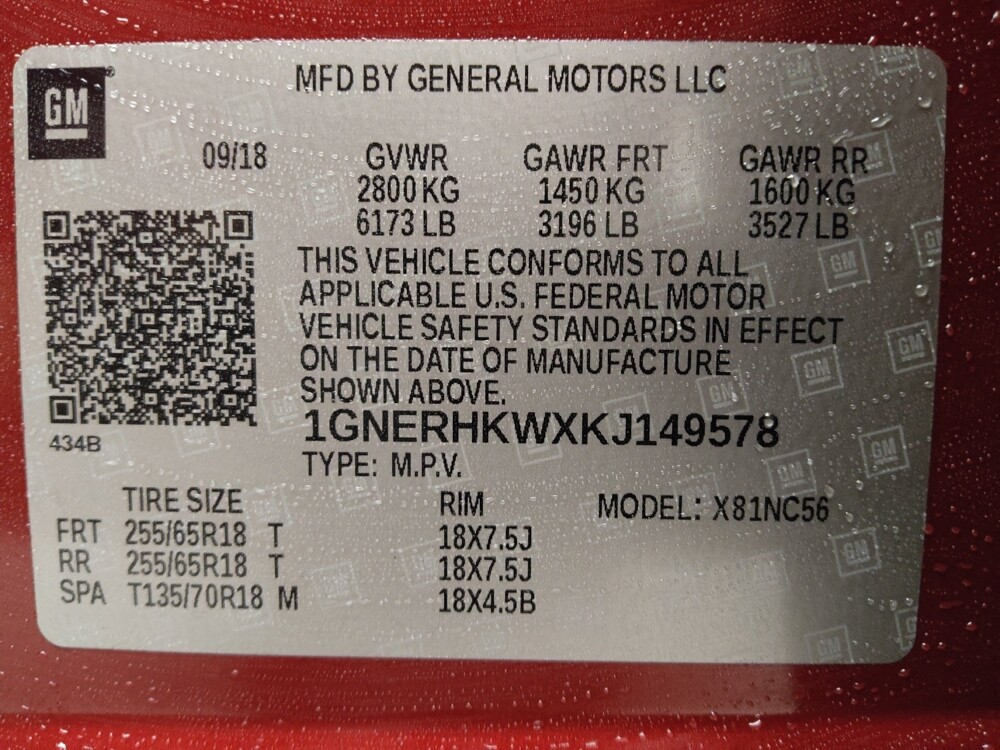 GM
MFD BY GENERAL MOTORS LLC
09/18 GVWR GAWR FRT GAWR RR
2800 KG 1450 KG 1600 KG
6173 LB 3196 LB 3527 LB
THIS VEHICLE CONFORMS TO ALL
APPLICABLE U.S. FEDERAL MOTOR
VEHICLE SAFETY STANDARDS IN EFFECT
ON THE DATE OF MANUFACTURE
SHOWN ABOVE.
434B
1GNERHKWXKJ149578
TYPE: M.P.V.
TIRE SIZE RIM MODEL: X81NC56
FRT 255/65R18 T 18X7.5J
RR 255/65R18 T 18X7.5J
SPA T135/70R18 M 18X4.5B